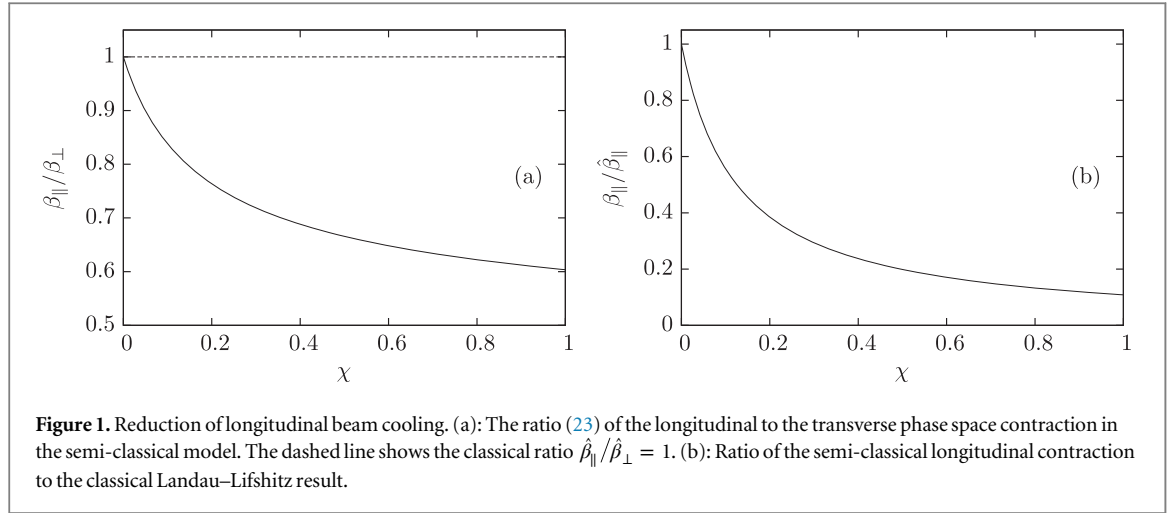 1
0.9
0.8
0.7
0.6
0.5
β∥/β⊥
(a)
0 0.2 0.4 0.6 0.8 1
χ
1
0.8
0.6
0.4
0.2
0
β∥/β̂∥
(b)
0 0.2 0.4 0.6 0.8 1
χ
Figure 1. Reduction of longitudinal beam cooling. (a): The ratio (23) of the longitudinal to the transverse phase space contraction in
the semi-classical model. The dashed line shows the classical ratio β̂∥/β̂⊥ = 1. (b): Ratio of the semi-classical longitudinal contraction
to the classical Landau–Lifshitz result.